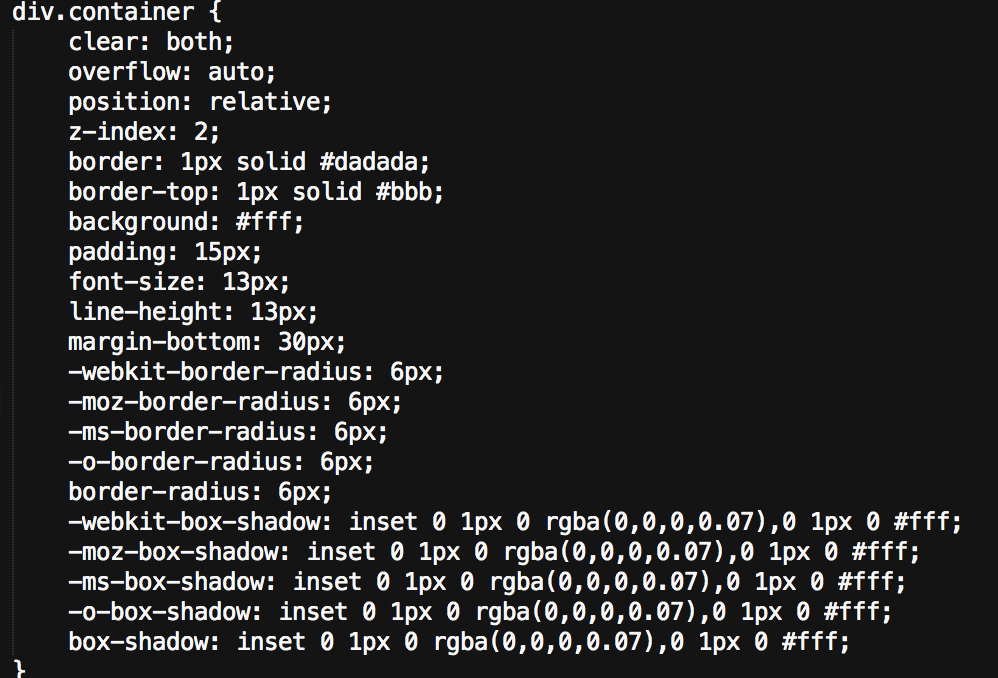 div.container {
    clear: both;
    overflow: auto;
    position: relative;
    z-index: 2;
    border: 1px solid #dadada;
    border-top: 1px solid #bbb;
    background: #fff;
    padding: 15px;
    font-size: 13px;
    line-height: 13px;
    margin-bottom: 30px;
    -webkit-border-radius: 6px;
    -moz-border-radius: 6px;
    -ms-border-radius: 6px;
    -o-border-radius: 6px;
    border-radius: 6px;
    -webkit-box-shadow: inset 0 1px 0 rgba(0,0,0,0.07),0 1px 0 #fff;
    -moz-box-shadow: inset 0 1px 0 rgba(0,0,0,0.07),0 1px 0 #fff;
    -ms-box-shadow: inset 0 1px 0 rgba(0,0,0,0.07),0 1px 0 #fff;
    -o-box-shadow: inset 0 1px 0 rgba(0,0,0,0.07),0 1px 0 #fff;
    box-shadow: inset 0 1px 0 rgba(0,0,0,0.07),0 1px 0 #fff;
}